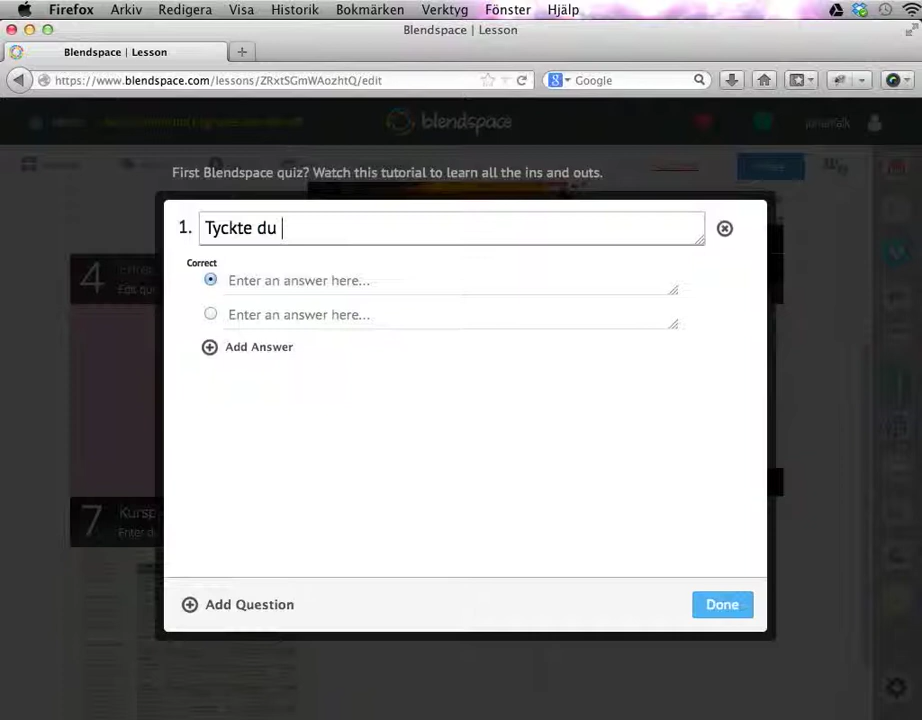 Firefox Arkiv Redigera Visa Historik Bokmärken Verktyg Fönster Hjälp
Blendspace | Lesson
Blendspace | Lesson
https://www.blendspace.com/lessons/ZRxtSGmWAozhtQ/edit
Google
blendspace
First Blendspace quiz? Watch this tutorial to learn all the ins and outs.
1. Tyckte du
Correct
Enter an answer here...
Enter an answer here...
Add Answer
4
7
Add Question
Done